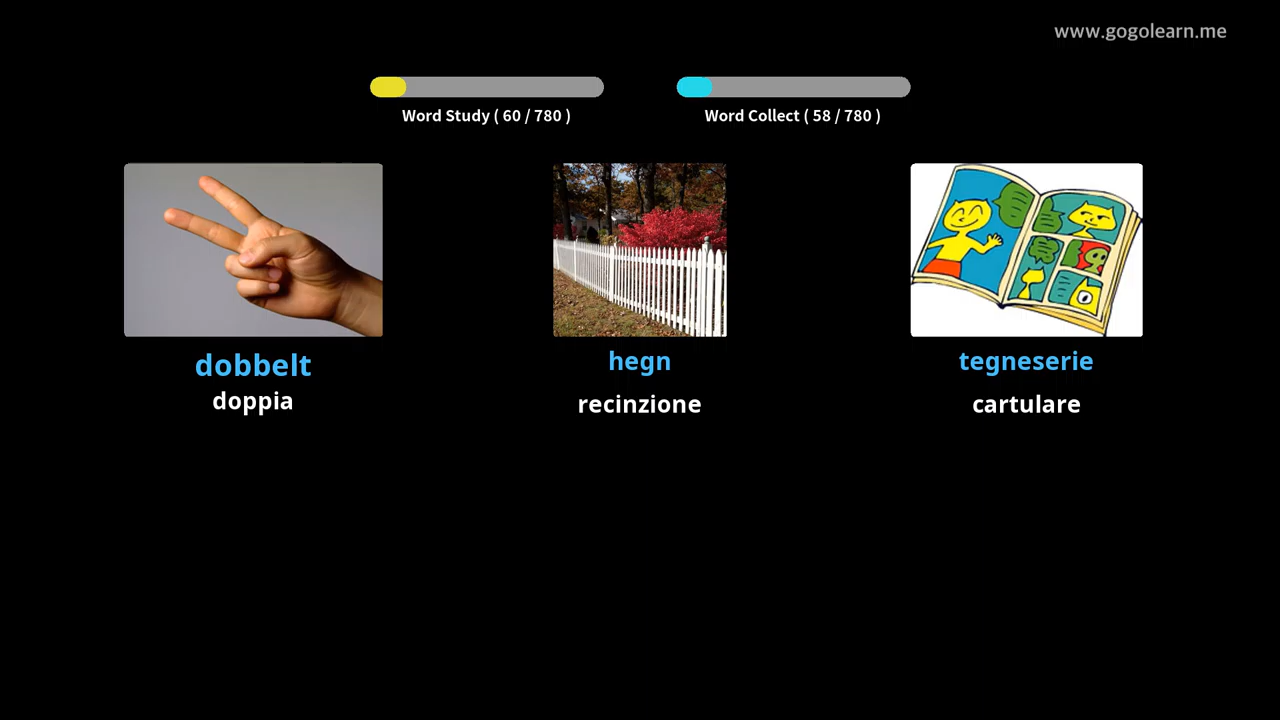 www.gogolearn.me
Word Study ( 60 / 780 )
Word Collect ( 58 / 780 )
dobbelt
doppia
hegn
recinzione
tegneserie
cartulare